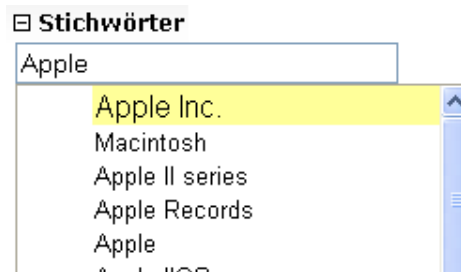 Stichwörter
Apple
Apple Inc.
Macintosh
Apple II series
Apple Records
Apple